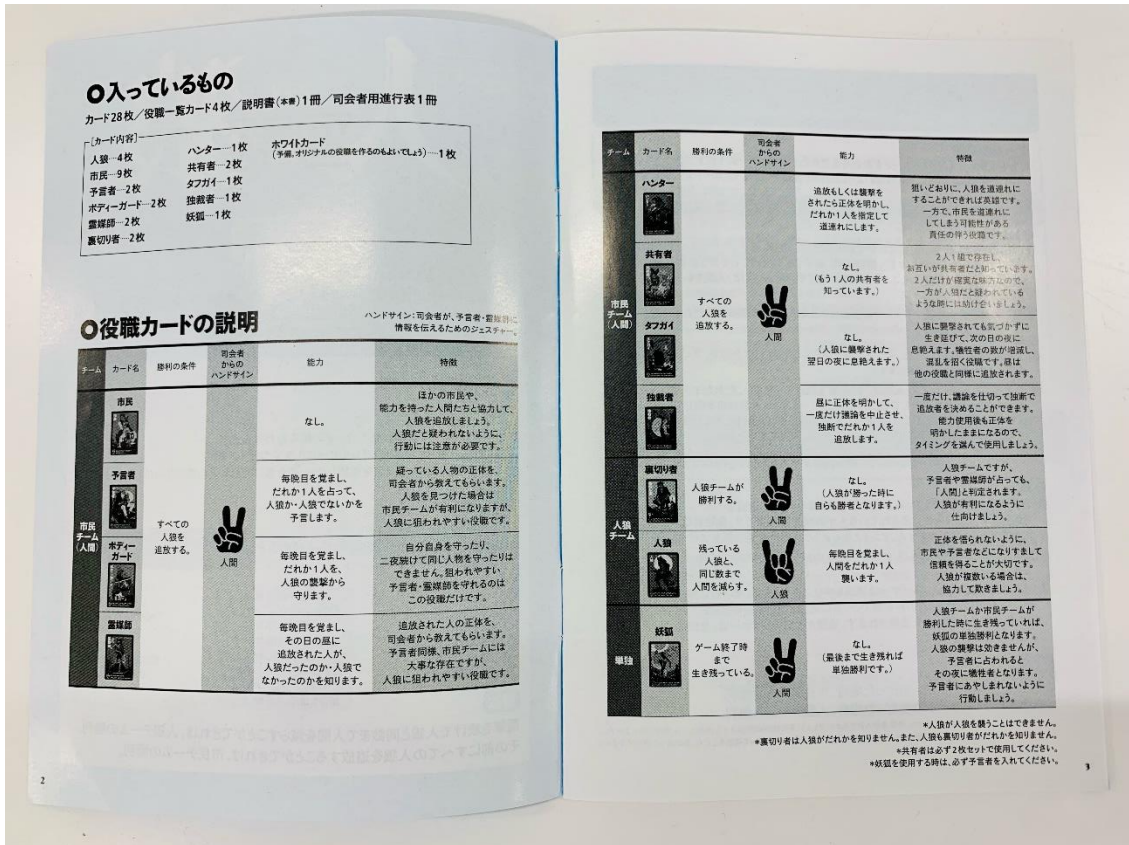 入っているもの
カード28枚／役職一覧カード4枚／説明書（本書）1冊／司会者用進行表1冊
［カード内容］
人狼…4枚
市民…9枚
予言者…2枚
ボディーガード…2枚
霊媒師…2枚
裏切り者…2枚
ハンター…1枚
共有者…2枚
タフガイ…1枚
独裁者…1枚
妖狐…1枚
ホワイトカード
（予備。オリジナルの役職を作るのもよいでしょう）…1枚
役職カードの説明
ハンドサイン：司会者が、予言者・霊媒師に
情報を伝えるためのジェスチャー。
チーム
カード名
勝利の条件
司会者
からの
ハンドサイン
能力
特徴
市民
チーム
（人間）
すべての
人狼を
追放する。
人間
市民
なし。
ほかの市民や、
能力を持った人間たちと協力して、
人狼を追放しましょう。
人狼だと疑われないように、
行動には注意が必要です。
予言者
毎晩目を覚まし、
だれか1人を占って、
人狼か・人狼でないかを
予言します。
疑っている人物の正体を、
司会者から教えてもらいます。
人狼を見つけた場合は
市民チームが有利になりますが、
人狼に狙われやすい役職です。
ボディー
ガード
毎晩目を覚まし、
だれか1人を、
人狼の襲撃から
守ります。
自分自身を守ったり、
二夜続けて同じ人物を守ったりは
できません。狙われやすい
予言者・霊媒師を守れるのは
この役職だけです。
霊媒師
毎晩目を覚まし、
その日の昼に
追放された人が、
人狼だったのか・人狼で
なかったのかを知ります。
追放された人の正体を、
司会者から教えてもらいます。
予言者同様、市民チームには
大事な存在ですが、
人狼に狙われやすい役職です。
2
チーム
カード名
勝利の条件
司会者
からの
ハンドサイン
能力
特徴
市民
チーム
（人間）
すべての
人狼を
追放する。
人間
ハンター
追放もしくは襲撃を
されたら正体を明かし、
だれか1人を指定して
道連れにします。
狙いどおりに、人狼を道連れに
することができれば英雄です。
一方で、市民を道連れに
してしまう可能性がある
責任の伴う役職です。
共有者
なし。
（もう1人の共有者を
知っています。）
2人1組で存在し、
お互いが共有者だと知っています。
2人だけが確実な味方なので、
一方が人狼だと疑われている
ような時には助け合いましょう。
タフガイ
なし。
（人狼に襲撃された
翌日の夜に息絶えます。）
人狼に襲撃されても気づかずに
生き延びて、次の日の夜に
息絶えます。犠牲者の数が増減し、
混乱を招く役職です。昼は
他の役職と同様に追放されます。
独裁者
昼に正体を明かして、
一度だけ議論を中止させ、
独断でだれか1人を
追放します。
一度だけ、議論を仕切って独断で
追放者を決めることができます。
能力使用後も正体を
明かしたままになるので、
タイミングを選んで使用しましょう。
人狼
チーム
裏切り者
人狼チームが
勝利する。
人間
なし。
（人狼が勝った時に
自らも勝者となります。）
人狼チームですが、
予言者や霊媒師が占っても、
「人間」と判定されます。
人狼が有利になるように
仕向けましょう。
人狼
残っている
人狼と、
同じ数まで
人間を減らす。
人狼
毎晩目を覚まし、
人間をだれか1人
襲います。
正体を悟られないように、
市民や予言者などになりすまして
信頼を得ることが大切です。
人狼が複数いる場合は、
協力して欺きましょう。
単独
妖狐
ゲーム終了時
まで
生き残っている。
人間
なし。
（最後まで生き残れば
単独勝利です。）
人狼チームか市民チームが
勝利した時に生き残っていれば、
妖狐の単独勝利となります。
人狼の襲撃は効きませんが、
予言者に占われると
その夜に犠牲者となります。
予言者にあやしまれないように
行動しましょう。
＊人狼が人狼を襲うことはできません。
＊裏切り者は人狼がだれかを知りません。また、人狼も裏切り者がだれかを知りません。
＊共有者は必ず2枚セットで使用してください。
＊妖狐を使用する時は、必ず予言者を入れてください。
3